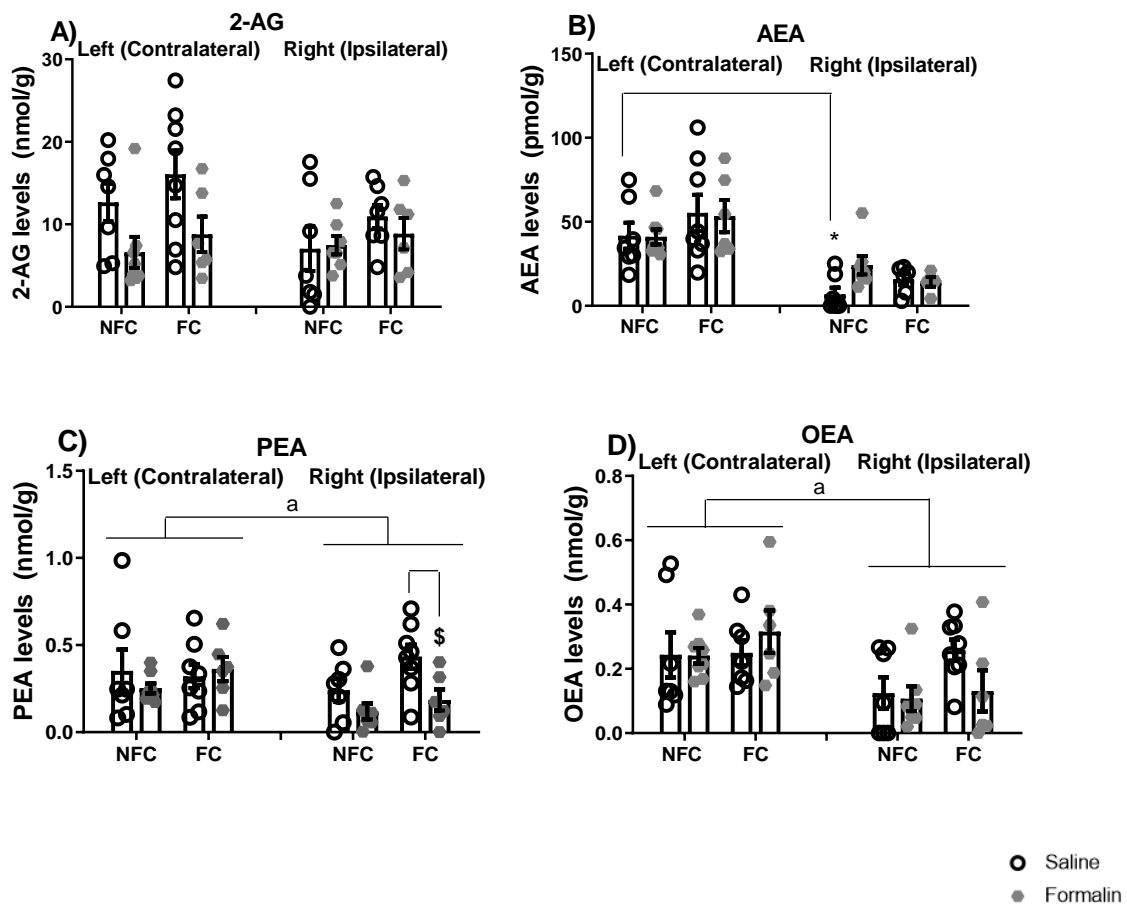 A)
2-AG
Left (Contralateral) Right (Ipsilateral)
2-AG levels (nmol/g)
30
20
10
0
NFC FC NFC FC
B)
AEA
Left (Contralateral) Right (Ipsilateral)
AEA levels (pmol/g)
150
100
50
0
*
NFC FC NFC FC
C)
PEA
Left (Contralateral) Right (Ipsilateral)
PEA levels (nmol/g)
1.5
1.0
0.5
0.0
a
$
NFC FC NFC FC
D)
OEA
Left (Contralateral) Right (Ipsilateral)
OEA levels (nmol/g)
0.8
0.6
0.4
0.2
0.0
a
NFC FC NFC FC
Saline
Formalin